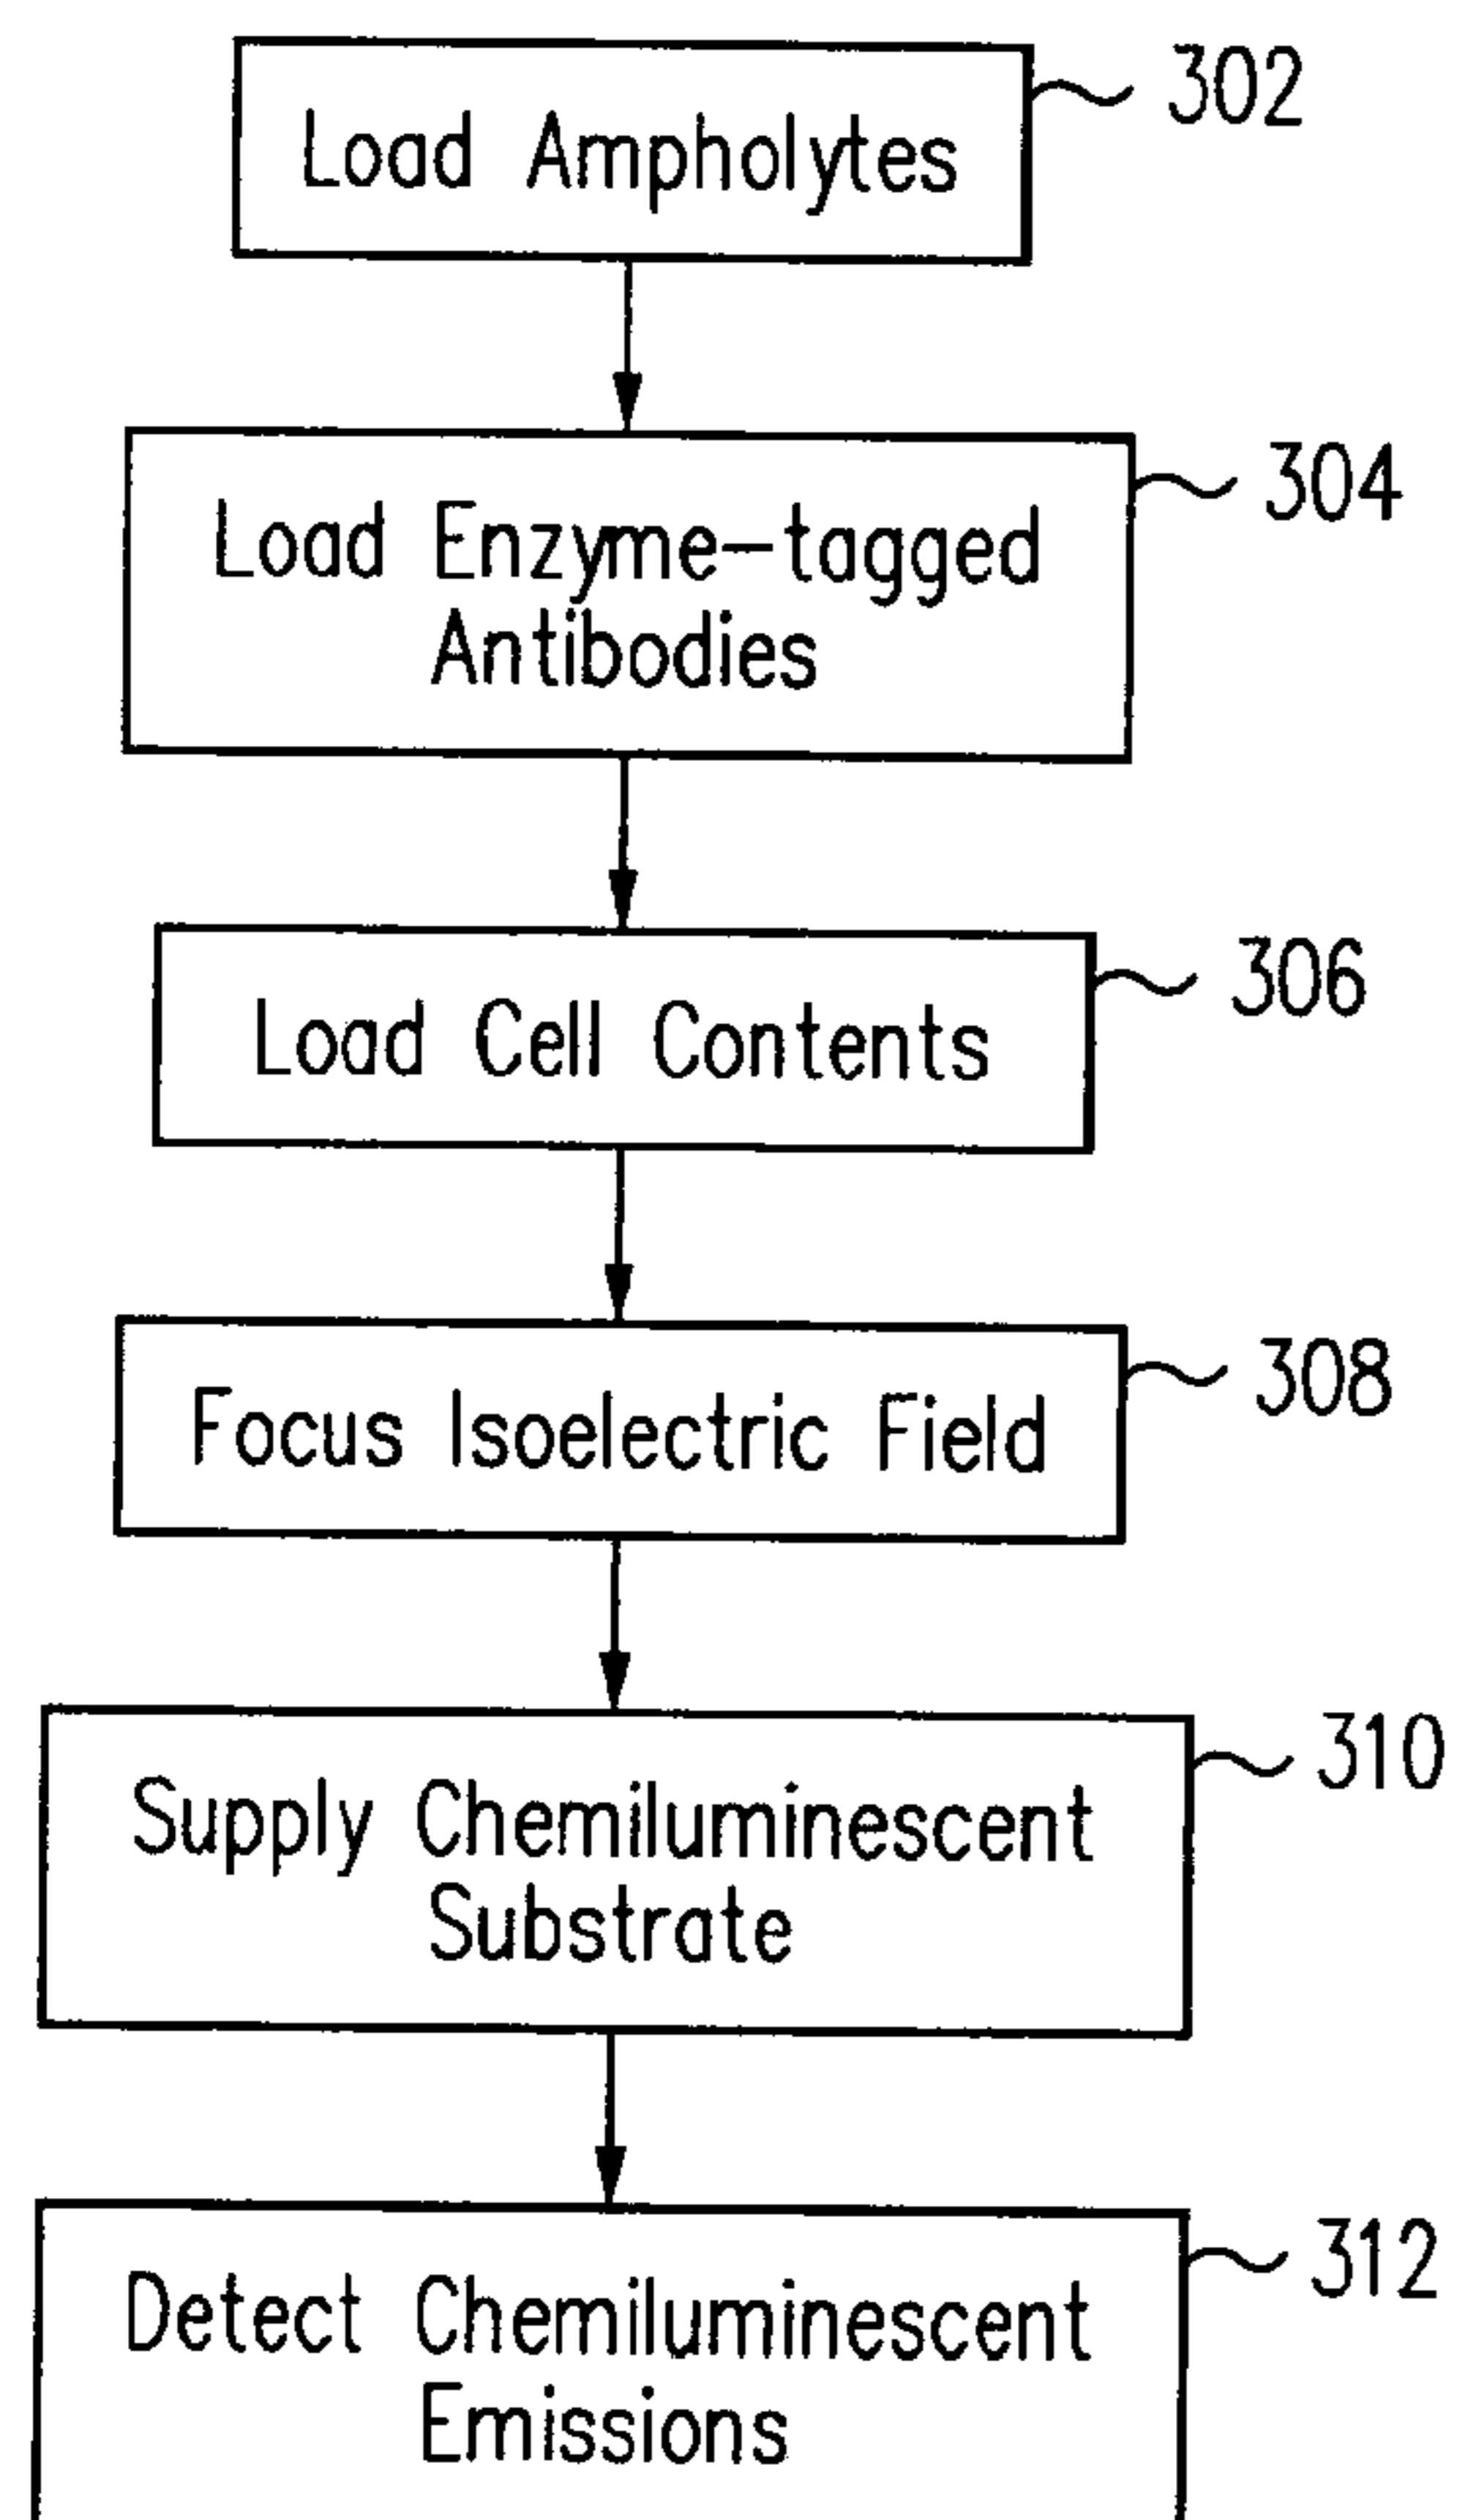 Load Ampholytes
302
Load Enzyme-tagged
Antibodies
304
Load Cell Contents
306
Focus Isoelectric Field
308
Supply Chemiluminescent
Substrate
310
Detect Chemiluminescent
Emissions
312